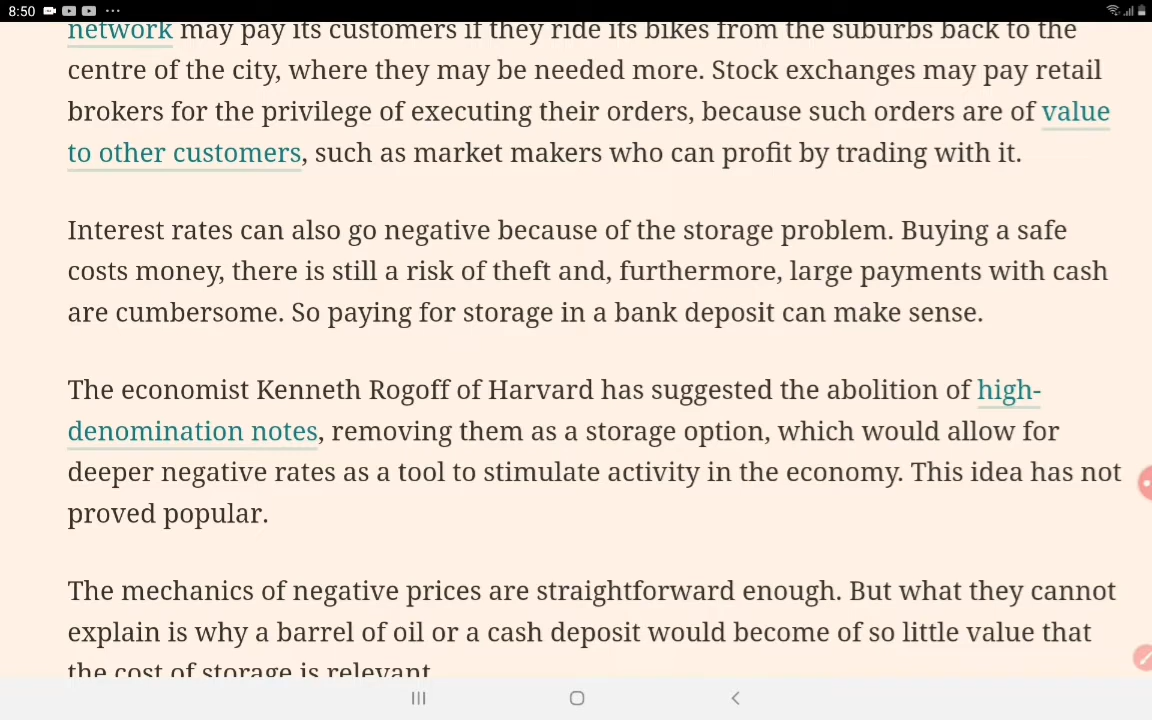 8:50
network may pay its customers if they ride its bikes from the suburbs back to the
centre of the city, where they may be needed more. Stock exchanges may pay retail
brokers for the privilege of executing their orders, because such orders are of value
to other customers, such as market makers who can profit by trading with it.
Interest rates can also go negative because of the storage problem. Buying a safe
costs money, there is still a risk of theft and, furthermore, large payments with cash
are cumbersome. So paying for storage in a bank deposit can make sense.
The economist Kenneth Rogoff of Harvard has suggested the abolition of high-
denomination notes, removing them as a storage option, which would allow for
deeper negative rates as a tool to stimulate activity in the economy. This idea has not
proved popular.
The mechanics of negative prices are straightforward enough. But what they cannot
explain is why a barrel of oil or a cash deposit would become of so little value that
the cost of storage is relevant